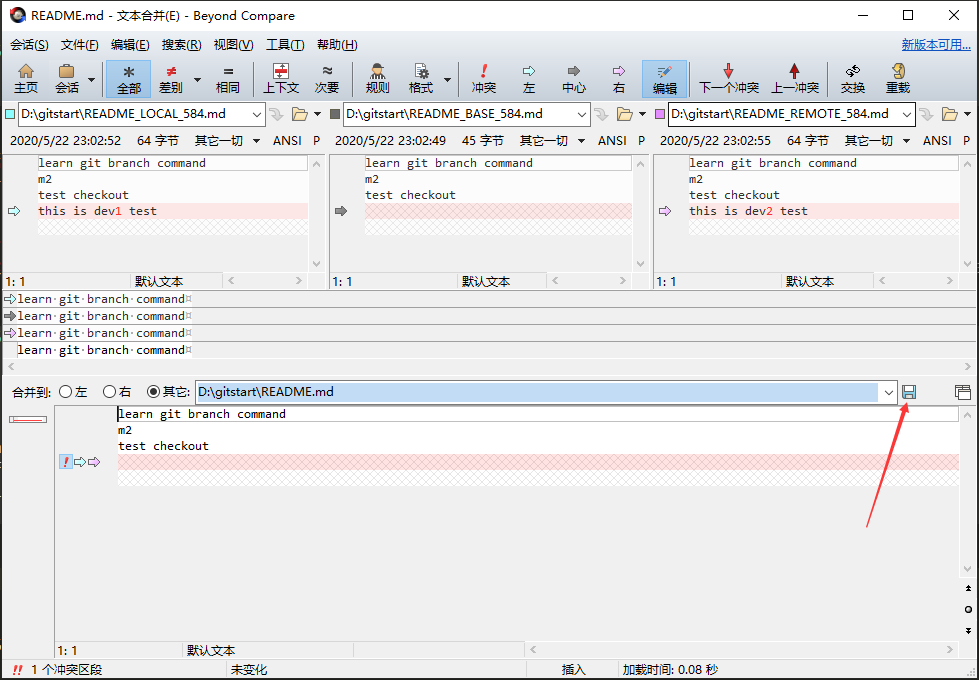 README.md - 文本合并(E) - Beyond Compare
会话(S) 文件(F) 编辑(E) 搜索(R) 视图(V) 工具(T) 帮助(H) 新版本可用...
主页 会话 全部 差别 相同 上下文 次要 规则 格式 冲突 左 中心 右 编辑 下一个冲突 上一冲突 交换 重载
D:\gitstart\README_LOCAL_584.md D:\gitstart\README_BASE_584.md D:\gitstart\README_REMOTE_584.md
2020/5/22 23:02:52 64 字节 其它一切 ANSI P 2020/5/22 23:02:49 45 字节 其它一切 ANSI P 2020/5/22 23:02:55 64 字节 其它一切 ANSI P
learn git branch command learn git branch command learn git branch command
m2 m2 m2
test checkout test checkout test checkout
this is dev1 test this is dev2 test
1: 1 默认文本 1: 1 默认文本 1: 1 默认文本
learn·git·branch·command¤
learn·git·branch·command¤
learn·git·branch·command¤
learn·git·branch·command¤
合并到: 左 右 其它: D:\gitstart\README.md
learn git branch command
m2
test checkout
1: 1 默认文本
1 个冲突区段 未变化 插入 加载时间: 0.08 秒